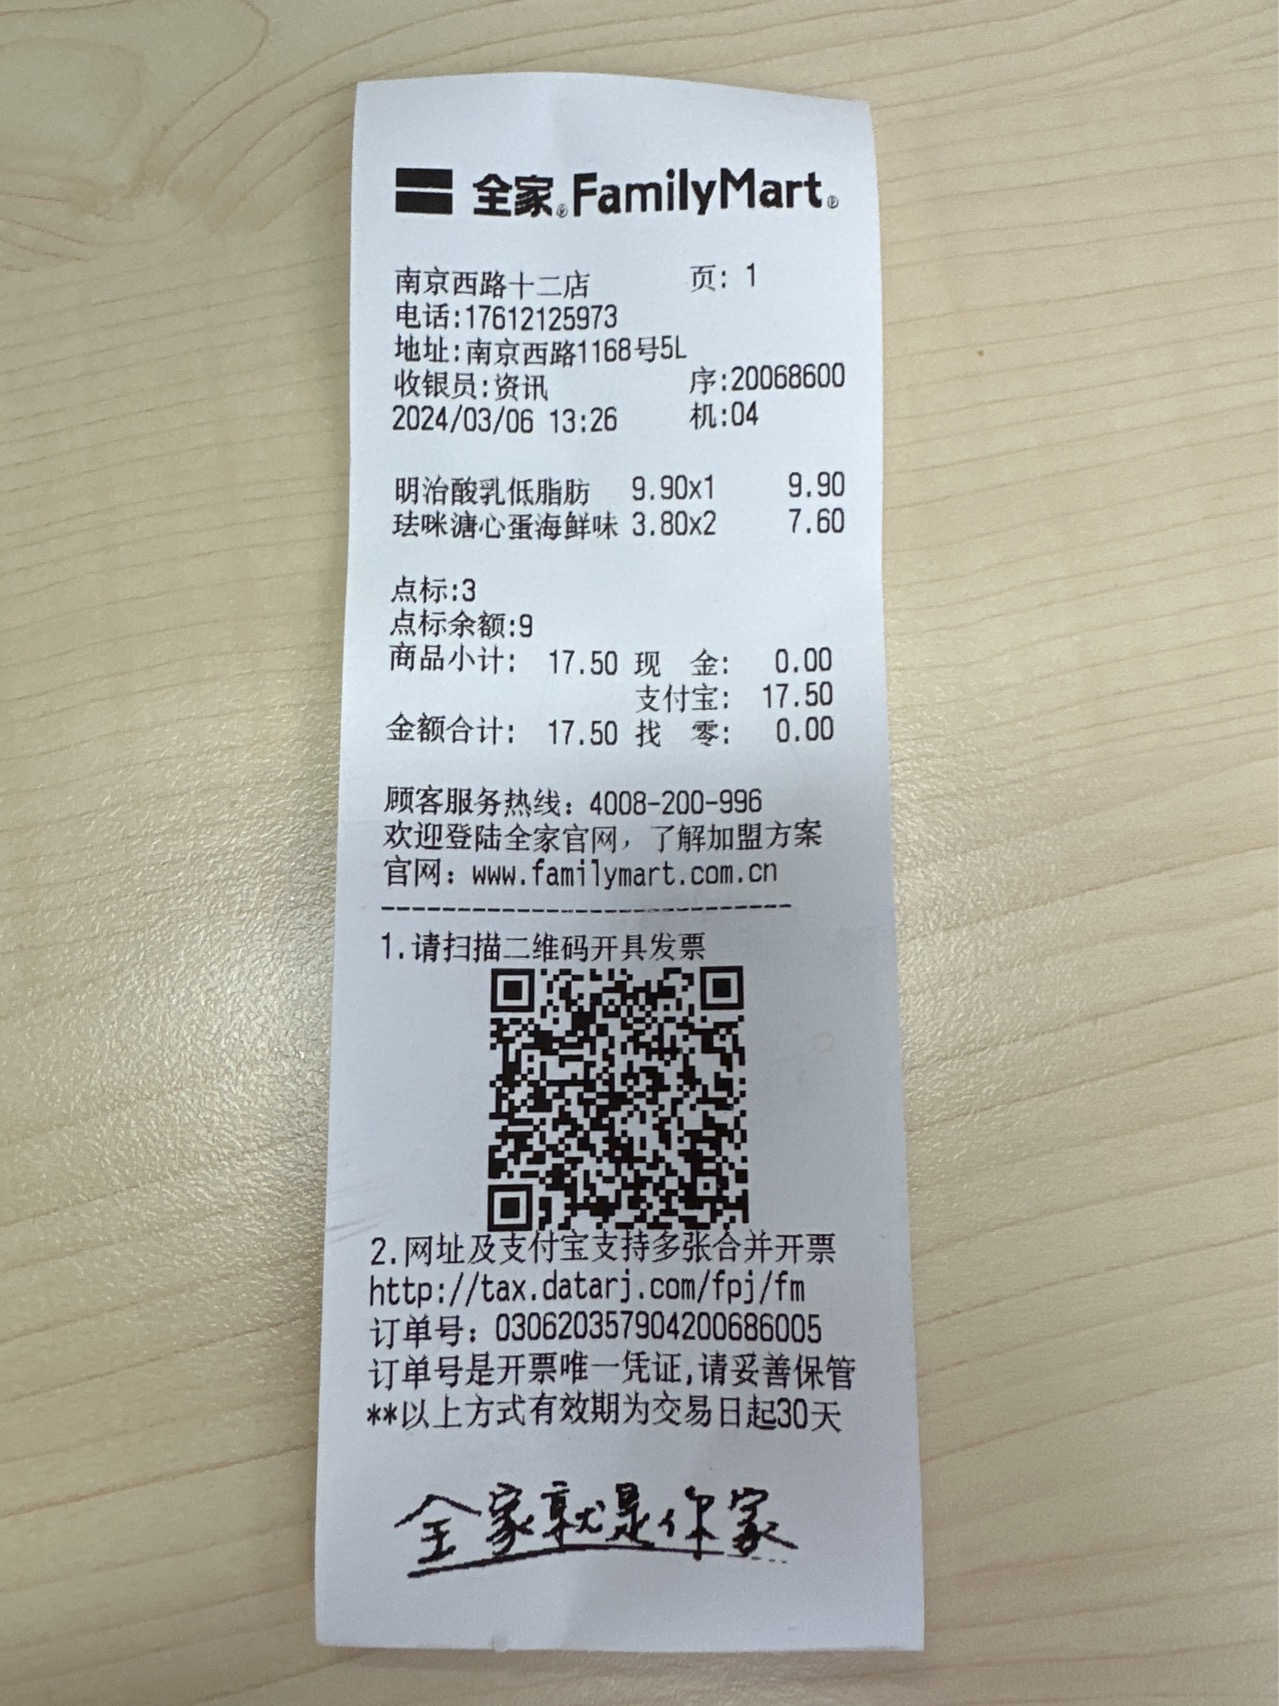 全家® FamilyMart®
南京西路十二店 页: 1
电话:17612125973
地址:南京西路1168号5L
收银员:资讯 序:20068600
2024/03/06 13:26 机:04
明治酸乳低脂肪 9.90x1 9.90
珐咪溏心蛋海鲜味 3.80x2 7.60
点标:3
点标余额:9
商品小计: 17.50 现 金: 0.00
支付宝: 17.50
金额合计: 17.50 找 零: 0.00
顾客服务热线: 4008-200-996
欢迎登陆全家官网, 了解加盟方案
官网: www.familymart.com.cn
1.请扫描二维码开具发票
2.网址及支付宝支持多张合并开票
http://tax.datarj.com/fpj/fm
订单号: 030620357904200686005
订单号是开票唯一凭证,请妥善保管
**以上方式有效期为交易日起30天
全家就是你家